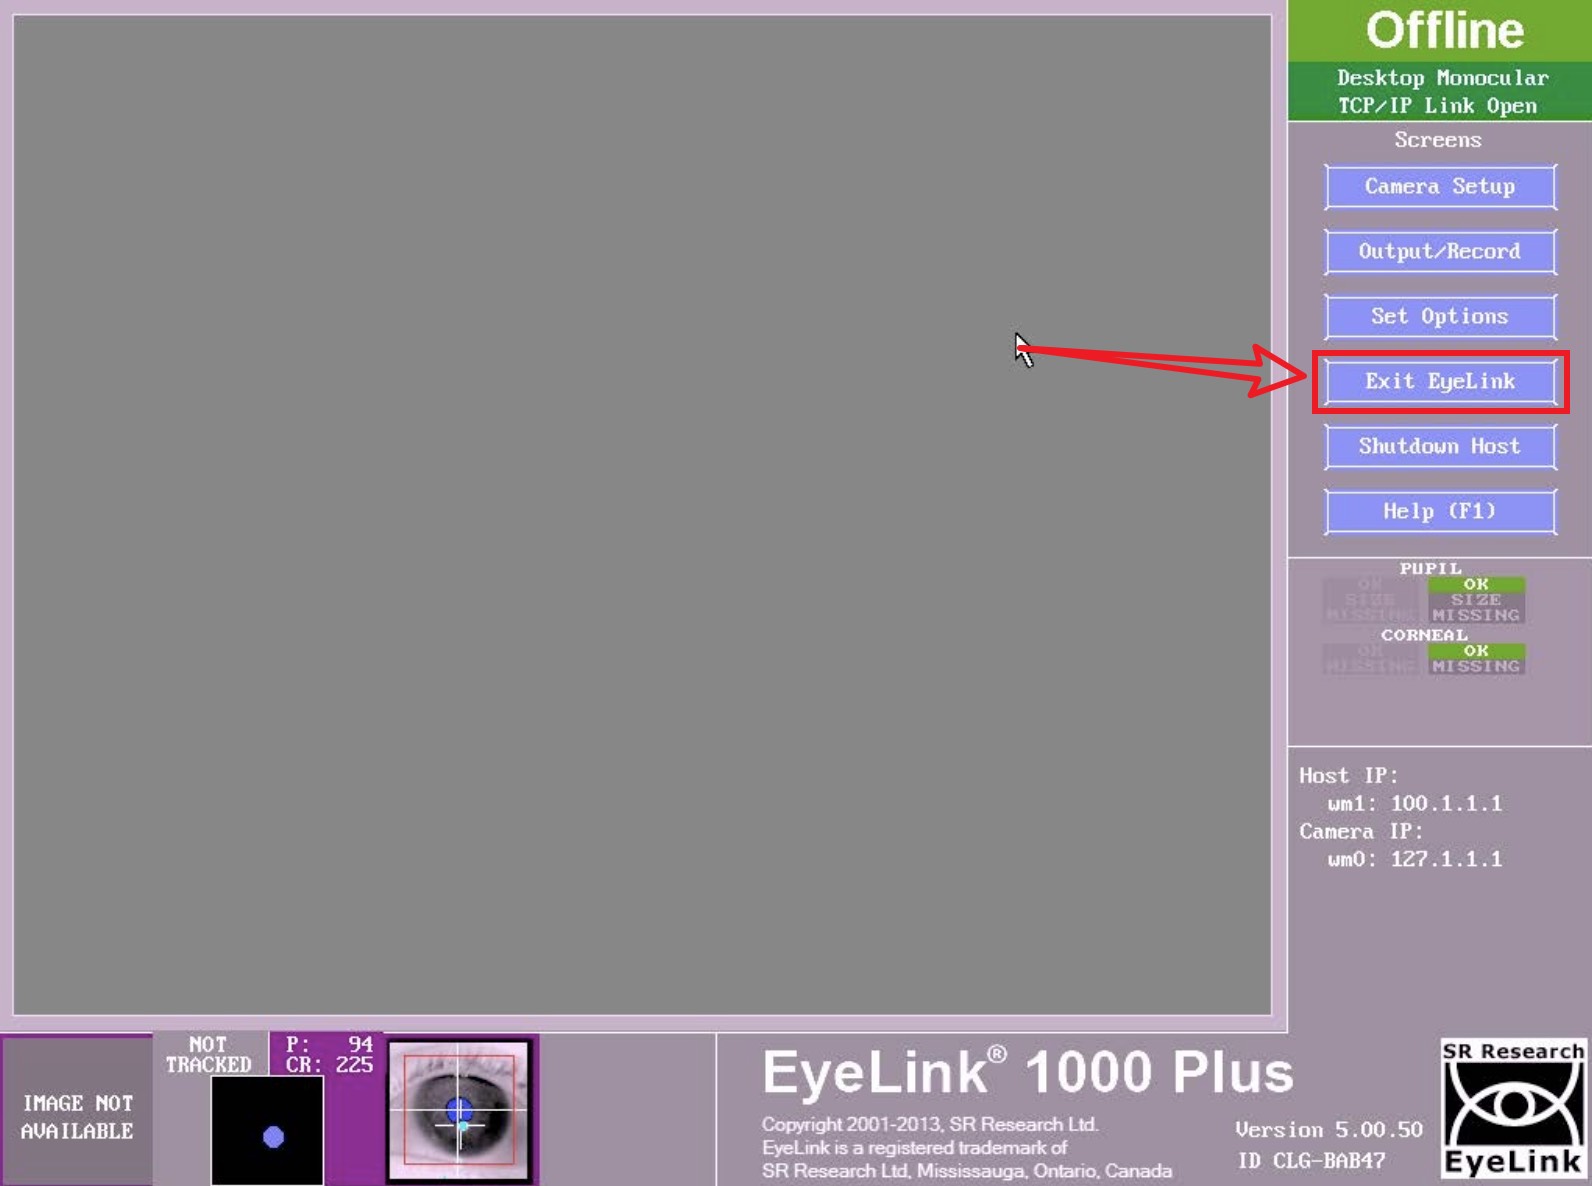 Offline
Desktop Monocular
TCP/IP Link Open
Screens
Camera Setup
Output/Record
Set Options
Exit EyeLink
Shutdown Host
Help (F1)
PUPIL
OK OK
SIZE SIZE
MISSING MISSING
CORNEAL
OK OK
MISSING MISSING
Host IP:
wm1: 100.1.1.1
Camera IP:
wm0: 127.1.1.1
IMAGE NOT
AVAILABLE
NOT
TRACKED
P: 94
CR: 225
EyeLink® 1000 Plus
Copyright 2001-2013, SR Research Ltd.
EyeLink is a registered trademark of
SR Research Ltd, Mississauga, Ontario, Canada
Version 5.00.50
ID CLG-BAB47
SR Research
EyeLink